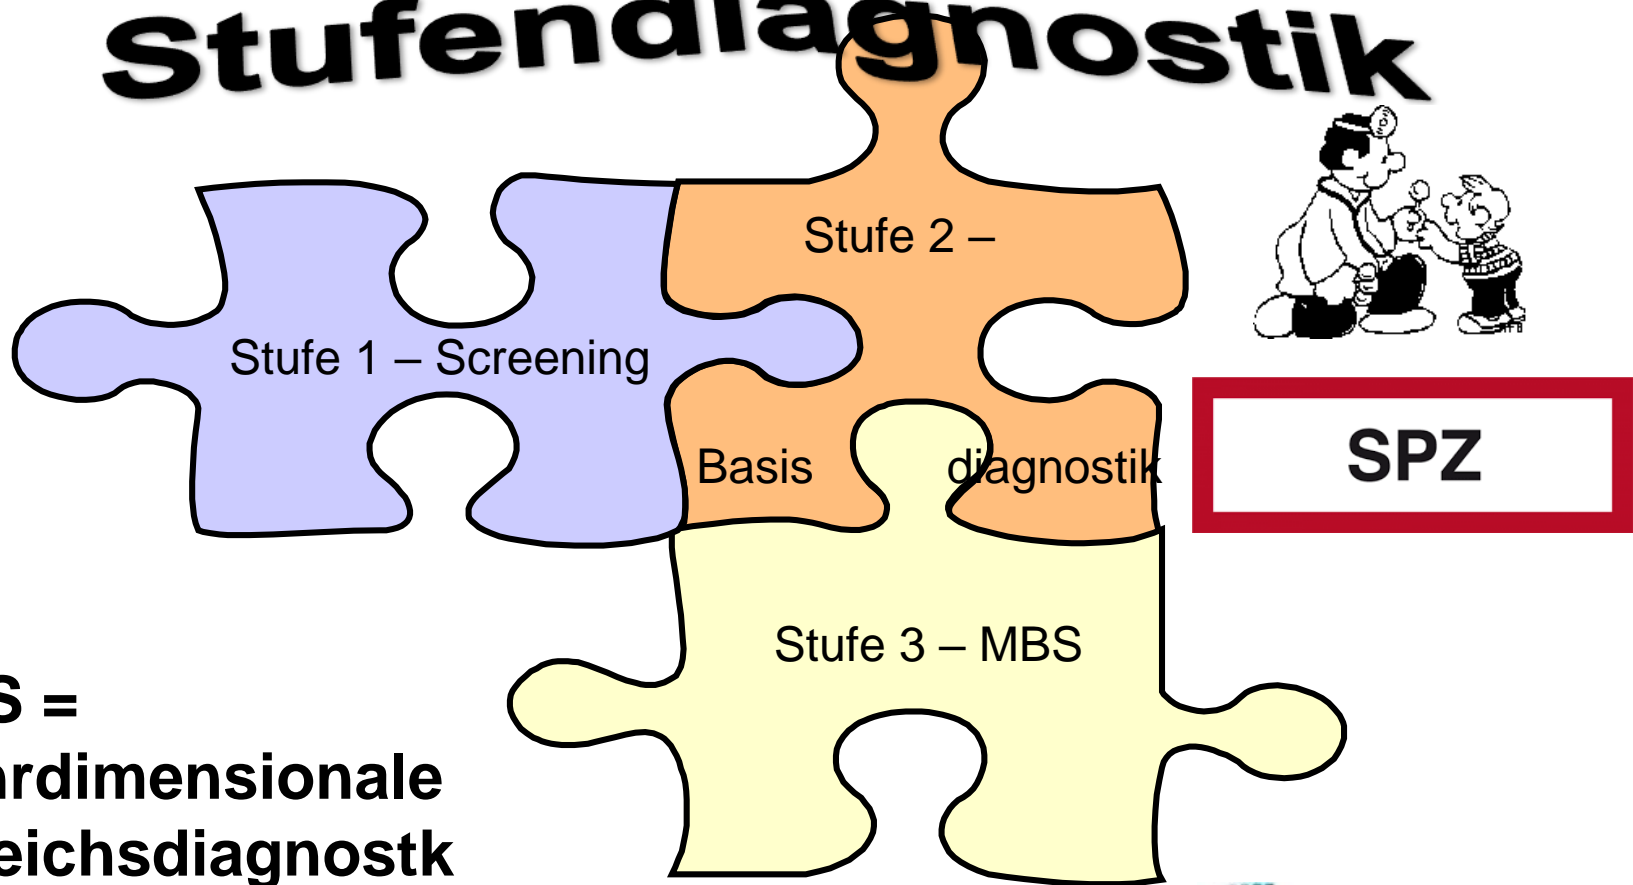 Stufendiagnostik
Stufe 2 –
Stufe 1 – Screening
Basis diagnostik
SPZ
Stufe 3 – MBS
S =
rdimensionale
eichsdiagnostk